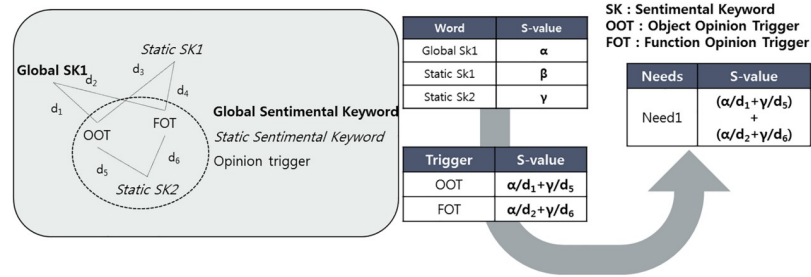 SK : Sentimental Keyword
OOT : Object Opinion Trigger
FOT : Function Opinion Trigger
Static SK1
Global SK1
d₁
d₂
d₃
d₄
OOT
FOT
d₅
d₆
Static SK2
Global Sentimental Keyword
Static Sentimental Keyword
Opinion trigger
Word S-value
Global Sk1 α
Static Sk1 β
Static Sk2 γ
Trigger S-value
OOT α/d₁+γ/d₅
FOT α/d₂+γ/d₆
Needs S-value
(α/d₁+γ/d₅)
Need1 +
(α/d₂+γ/d₆)